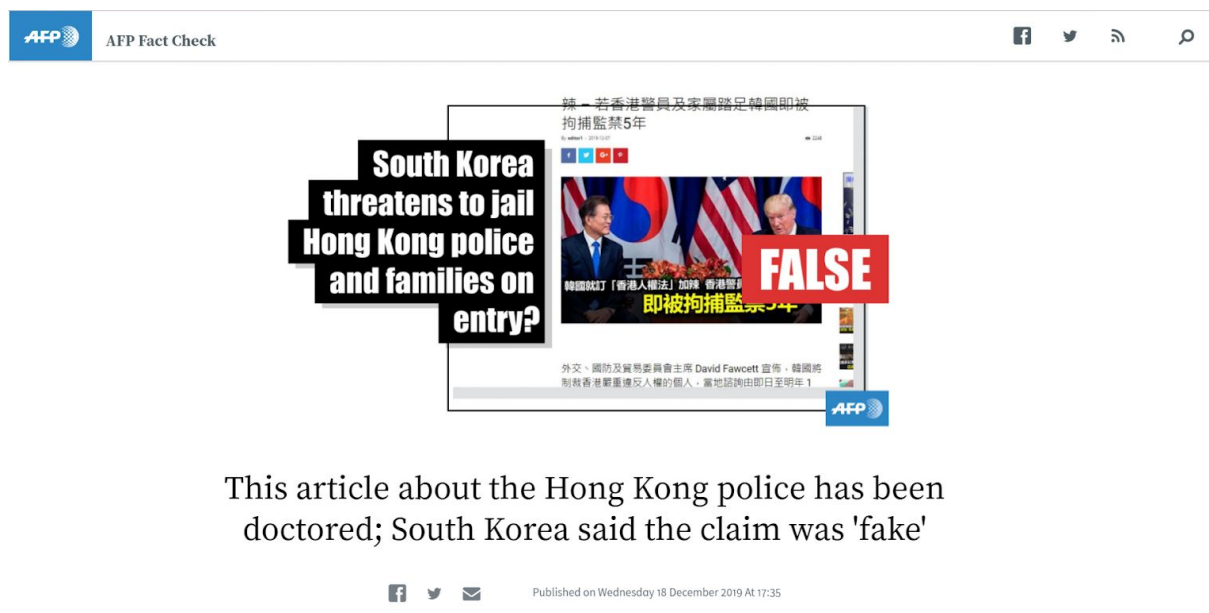 AFP
AFP Fact Check
South Korea
threatens to jail
Hong Kong police
and families on
entry?
辣 – 若香港警員及家屬踏足韓國即被
拘捕監禁5年
By editor1 - 2019-12-07
2248
韓國就訂「香港人權法」加辣 香港警員
即被拘捕監禁5年
FALSE
外交、國防及貿易委員會主席 David Fawcett 宣佈，韓國將
制裁香港嚴重違反人權的個人，當地諮詢由即日至明年 1
AFP
This article about the Hong Kong police has been
doctored; South Korea said the claim was 'fake'
Published on Wednesday 18 December 2019 At 17:35